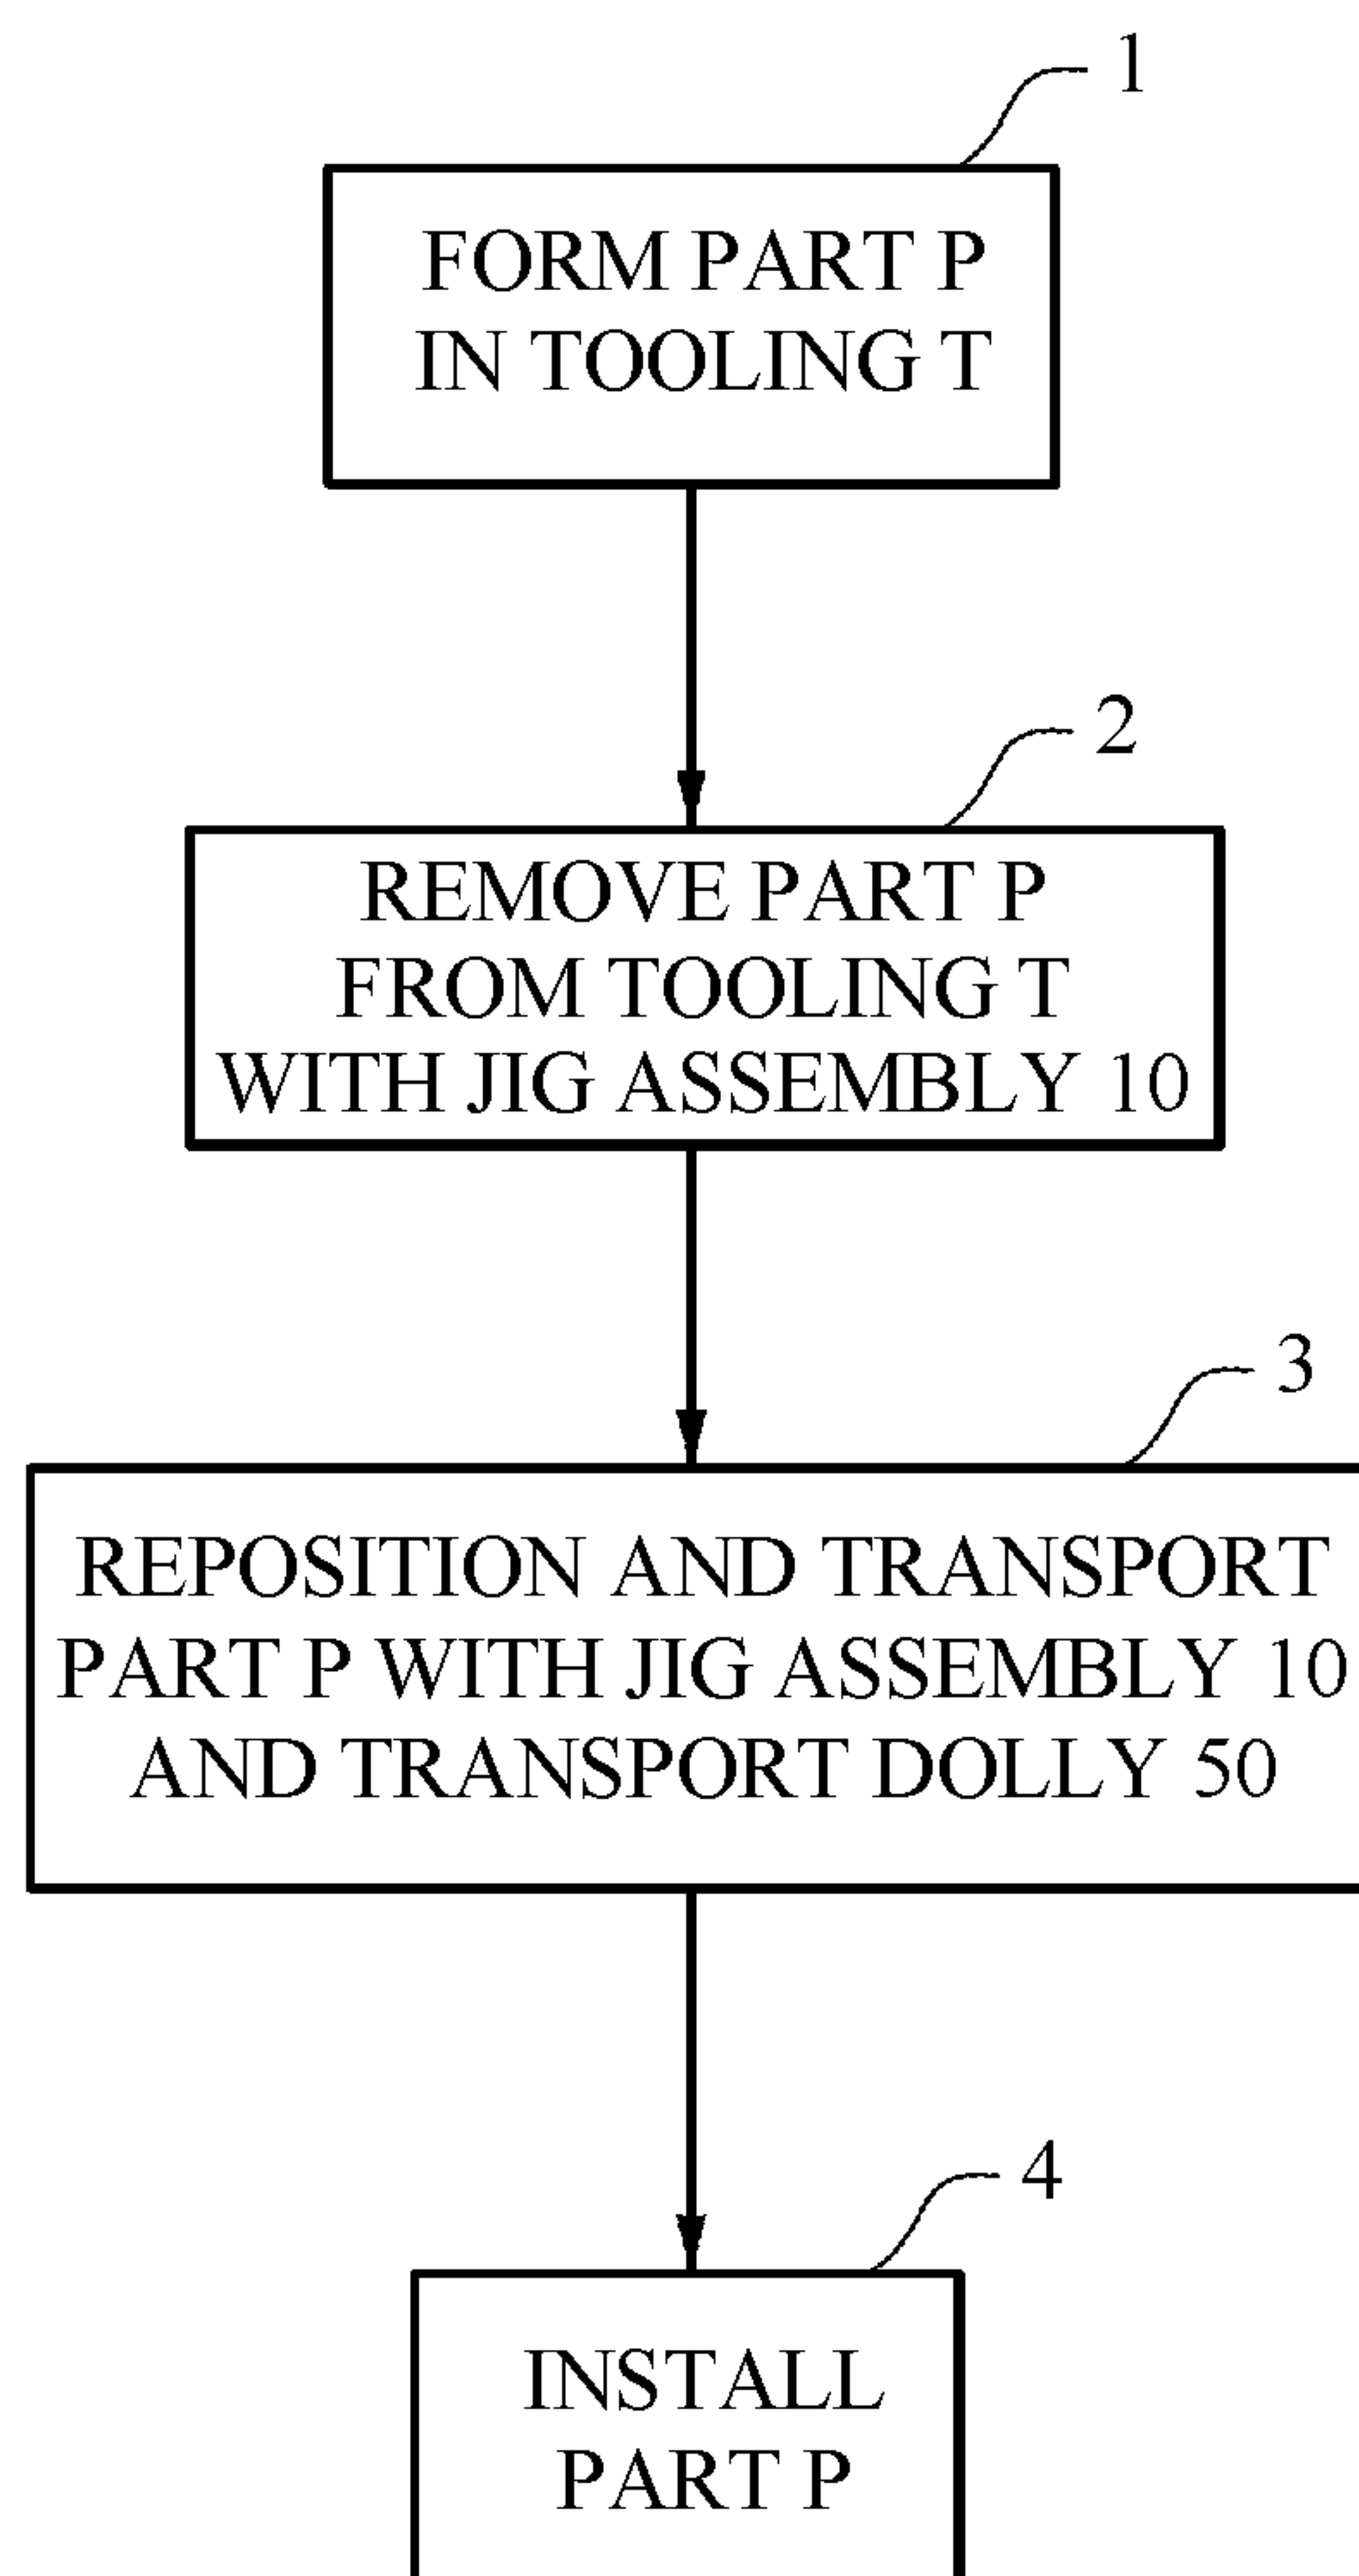 1
FORM PART P
IN TOOLING T
2
REMOVE PART P
FROM TOOLING T
WITH JIG ASSEMBLY 10
3
REPOSITION AND TRANSPORT
PART P WITH JIG ASSEMBLY 10
AND TRANSPORT DOLLY 50
4
INSTALL
PART P